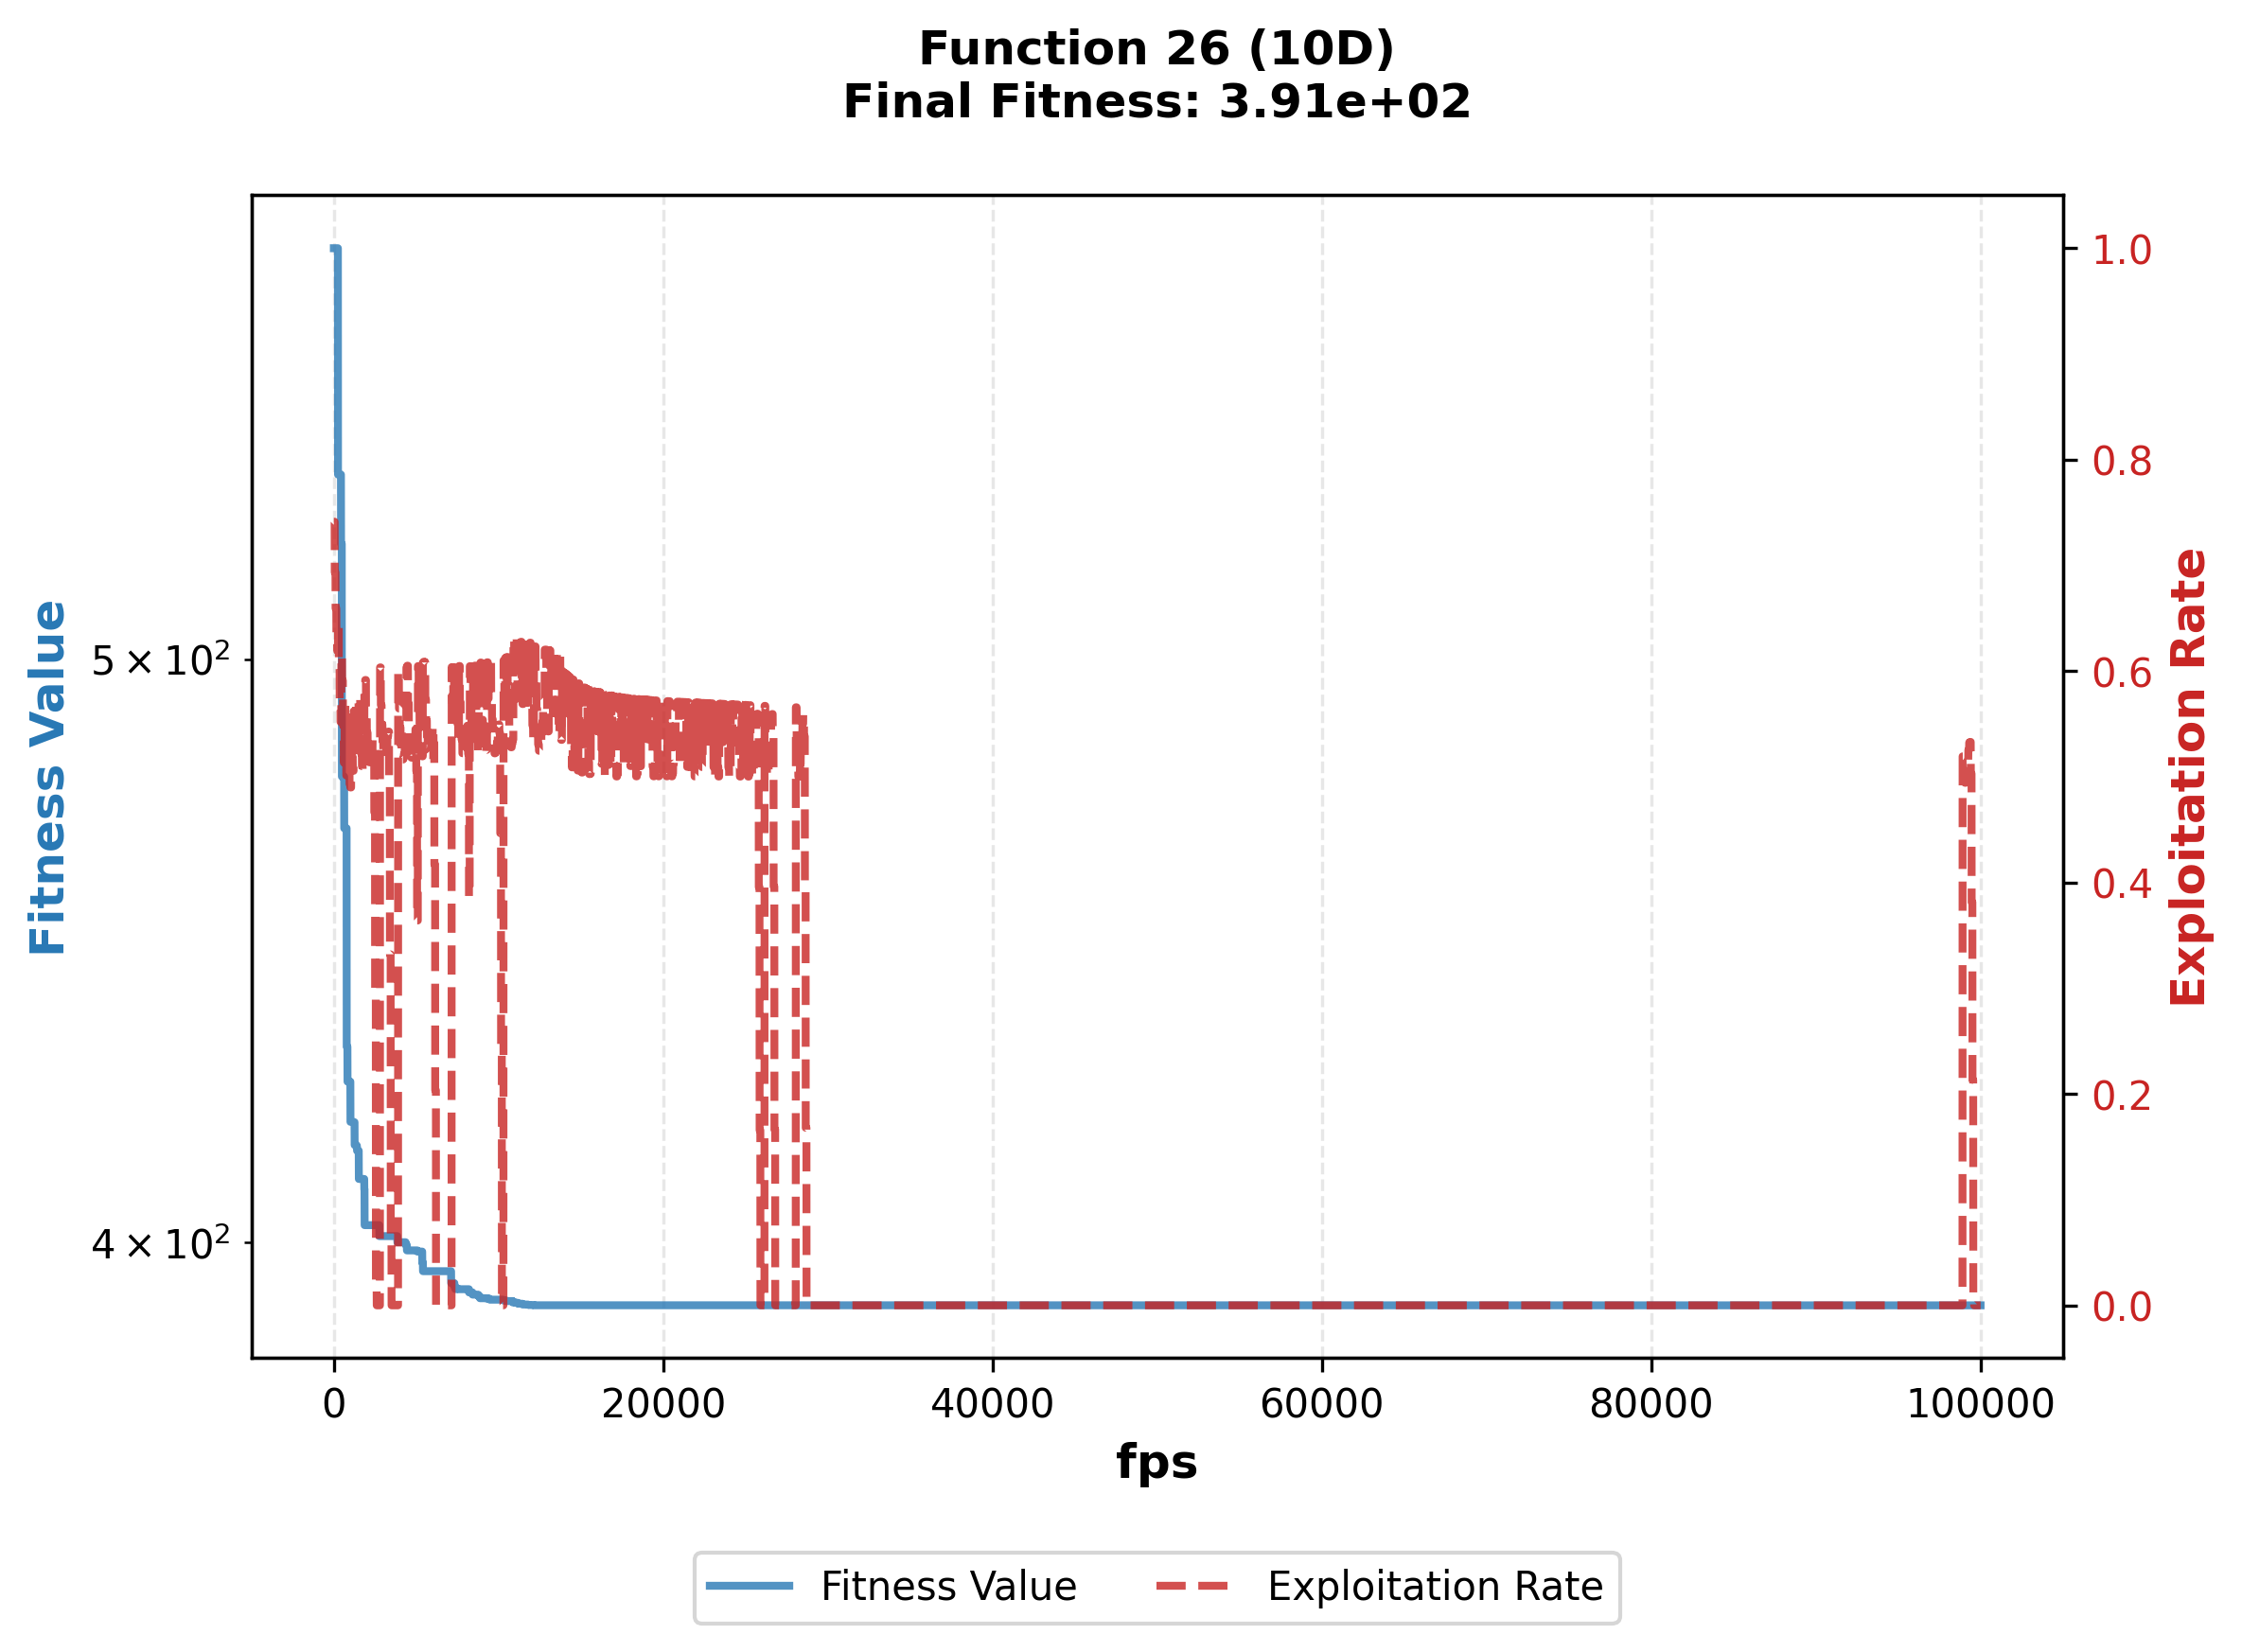 Function 26 (10D)
Final Fitness: 3.91e+02
Fitness Value
5 × 10²
4 × 10²
1.0
0.8
0.6
0.4
0.2
0.0
Exploitation Rate
0 20000 40000 60000 80000 100000
fps
Fitness Value Exploitation Rate